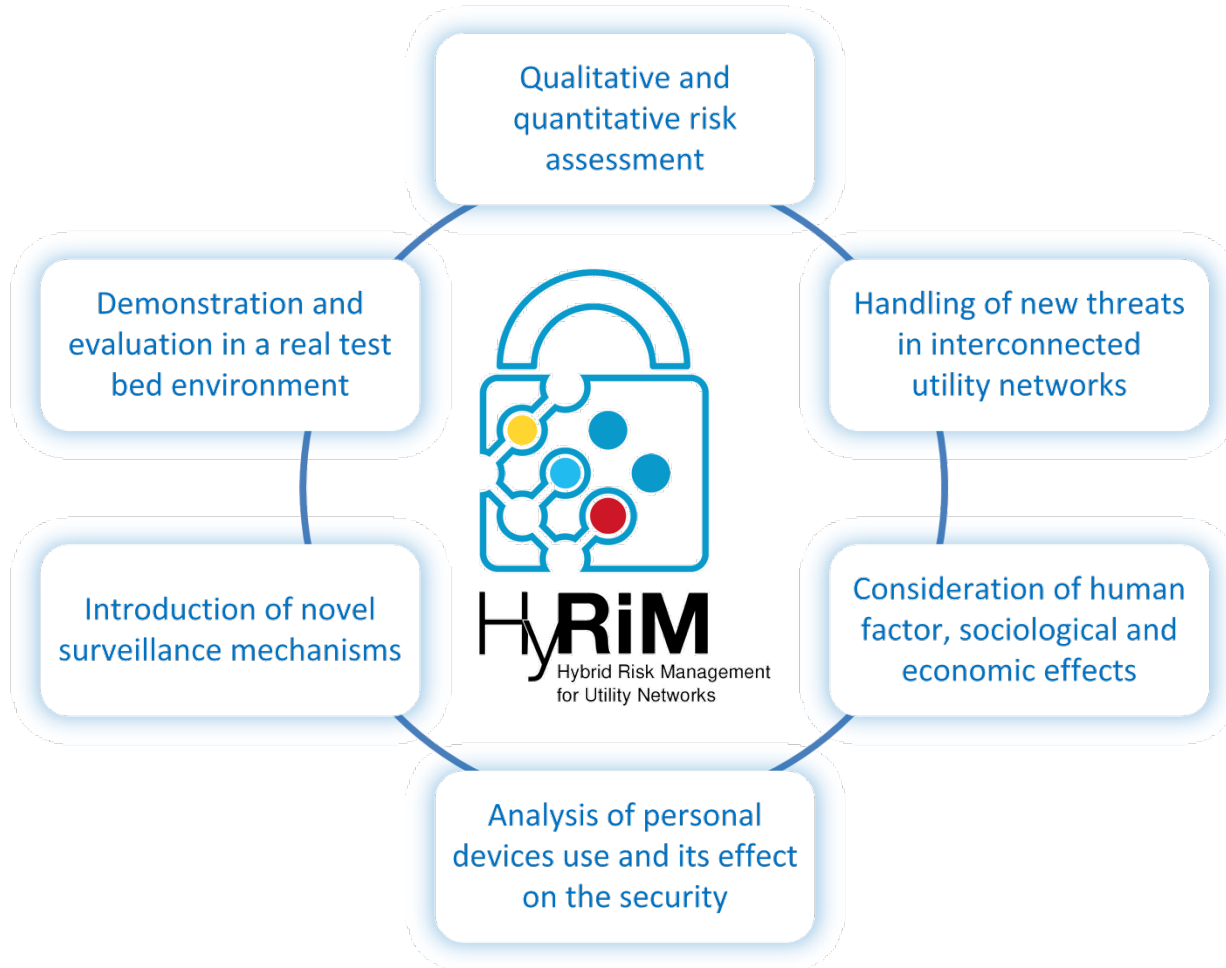 Qualitative and
quantitative risk
assessment
Handling of new threats
in interconnected
utility networks
Consideration of human
factor, sociological and
economic effects
Analysis of personal
devices use and its effect
on the security
Introduction of novel
surveillance mechanisms
Demonstration and
evaluation in a real test
bed environment
HyRiM
Hybrid Risk Management
for Utility Networks